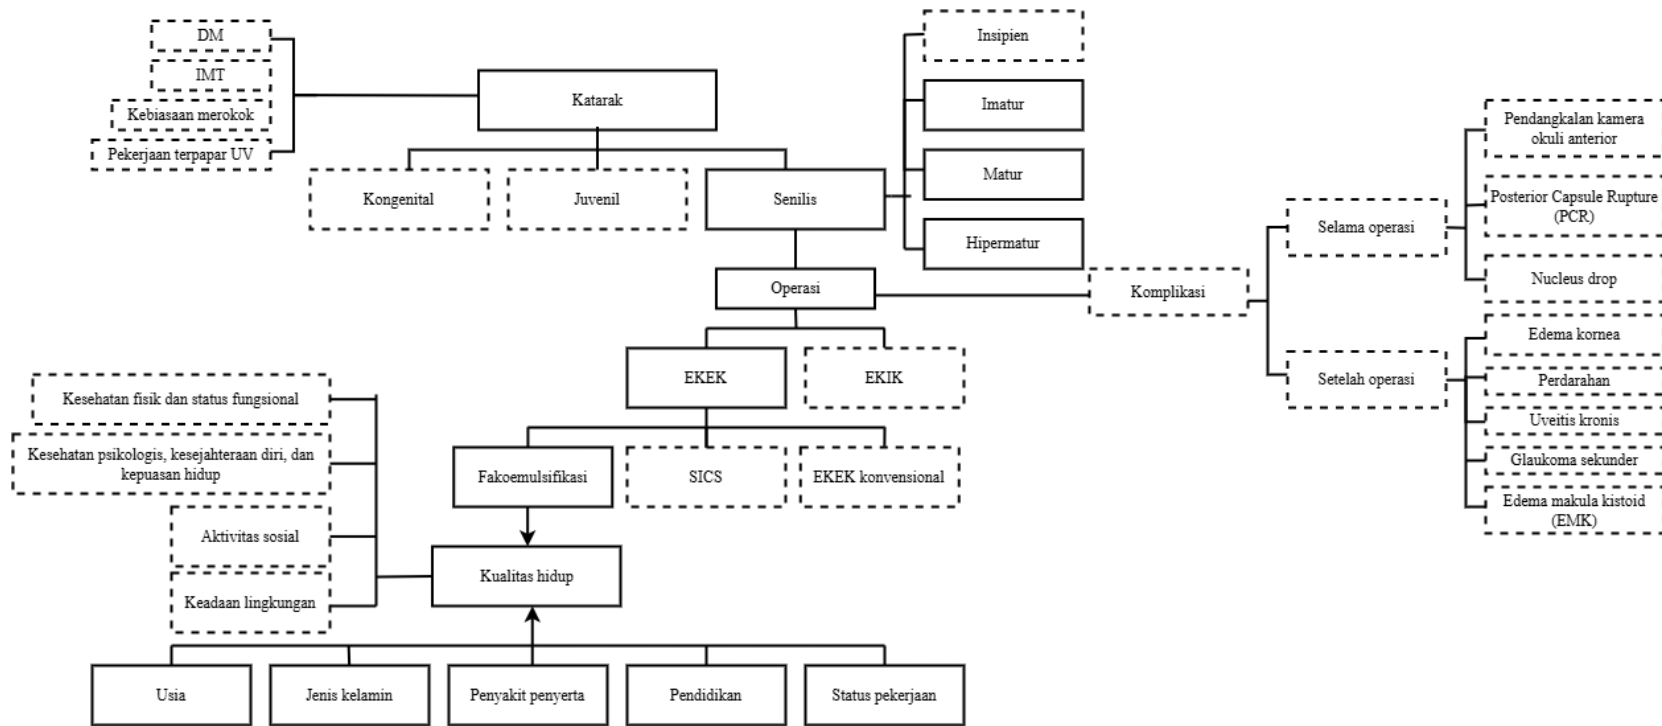 DM
IMT
Kebiasaan merokok
Pekerjaan terpapar UV
Katarak
Kongenital
Juvenil
Senilis
Insipien
Imatur
Matur
Hipermatur
Operasi
Komplikasi
Selama operasi
Pendangkalan kamera
okuli anterior
Posterior Capsule Rupture
(PCR)
Nucleus drop
Setelah operasi
Edema kornea
Perdarahan
Uveitis kronis
Glaukoma sekunder
Edema makula kistoid
(EMK)
EKEK
EKIK
Fakoemulsifikasi
SICS
EKEK konvensional
Kesehatan fisik dan status fungsional
Kesehatan psikologis, kesejahteraan diri, dan
kepuasan hidup
Aktivitas sosial
Keadaan lingkungan
Kualitas hidup
Usia
Jenis kelamin
Penyakit penyerta
Pendidikan
Status pekerjaan